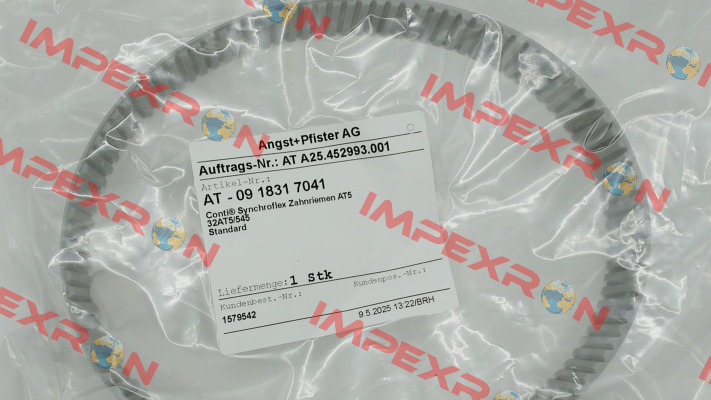 Angst+Pfister AG
Auftrags-Nr.: AT A25.452993.001
Artikel-Nr.:
AT - 09 1831 7041
Conti® Synchroflex Zahnriemen AT5
32AT5/545
Standard
Liefermenge: 1 Stk
Kundenbest.-Nr.: Kundenpos.-Nr.:
1579542 9.5.2025 13:22/BRH
IMPEXRON
IMPEXRON
IMPEXRON
IMPEXRON
IMPEXRON
IMPEXRON
IMPEXRON